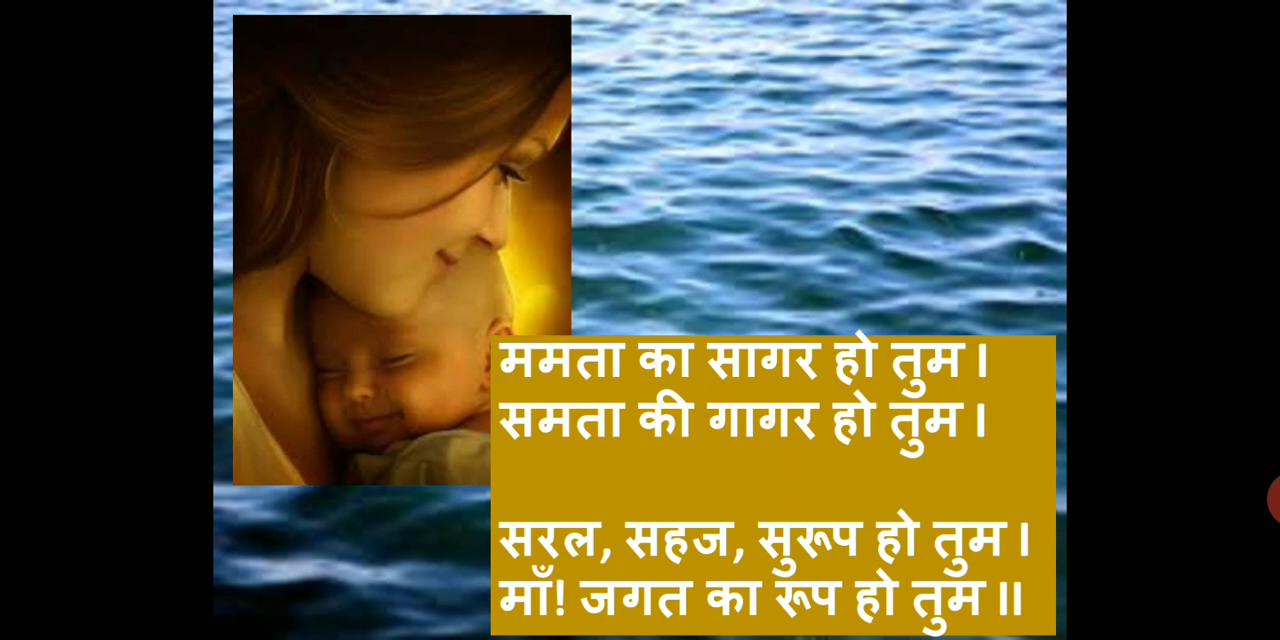 ममता का सागर हो तुम।
समता की गागर हो तुम।
सरल, सहज, सुरूप हो तुम।
माँ! जगत का रूप हो तुम॥